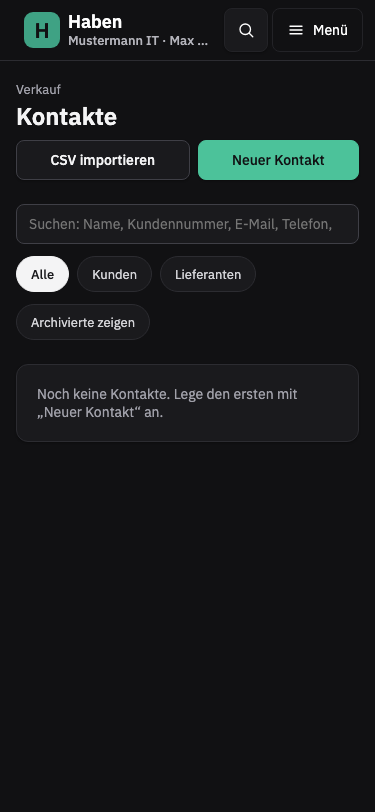 H
Haben
Mustermann IT · Max ...
Menü
Verkauf
Kontakte
CSV importieren
Neuer Kontakt
Suchen: Name, Kundennummer, E-Mail, Telefon,
Alle
Kunden
Lieferanten
Archivierte zeigen
Noch keine Kontakte. Lege den ersten mit
„Neuer Kontakt“ an.